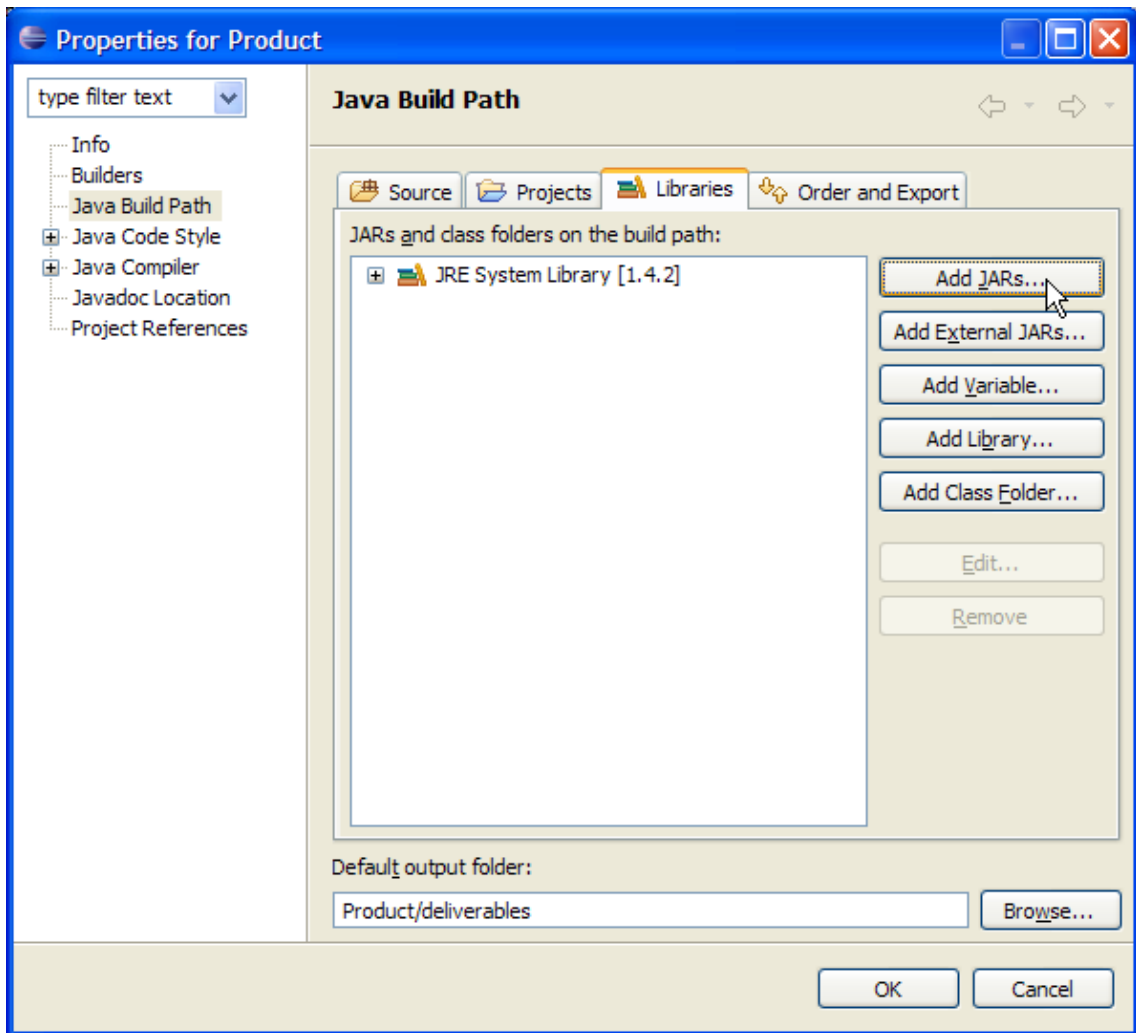 Properties for Product
type filter text
Info
Builders
Java Build Path
Java Code Style
Java Compiler
Javadoc Location
Project References
Java Build Path
Source
Projects
Libraries
Order and Export
JARs and class folders on the build path:
JRE System Library [1.4.2]
Add JARs...
Add External JARs...
Add Variable...
Add Library...
Add Class Folder...
Edit...
Remove
Default output folder:
Product/deliverables
Browse...
OK
Cancel